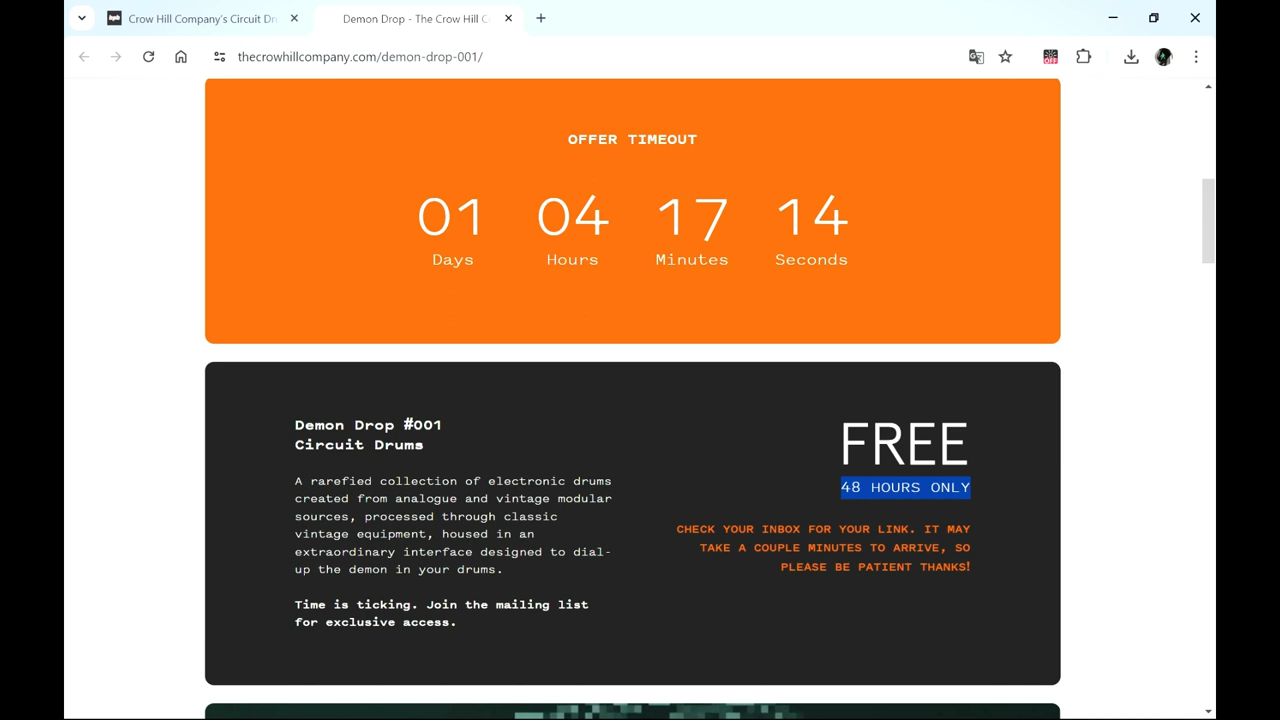 Crow Hill Company's Circuit Dr
Demon Drop - The Crow Hill C
thecrowhillcompany.com/demon-drop-001/
OFF
OFFER TIMEOUT
01 04 17 14
Days Hours Minutes Seconds
Demon Drop #001
Circuit Drums
A rarefied collection of electronic drums
created from analogue and vintage modular
sources, processed through classic
vintage equipment, housed in an
extraordinary interface designed to dial-
up the demon in your drums.
Time is ticking. Join the mailing list
for exclusive access.
FREE
48 HOURS ONLY
CHECK YOUR INBOX FOR YOUR LINK. IT MAY
TAKE A COUPLE MINUTES TO ARRIVE, SO
PLEASE BE PATIENT THANKS!